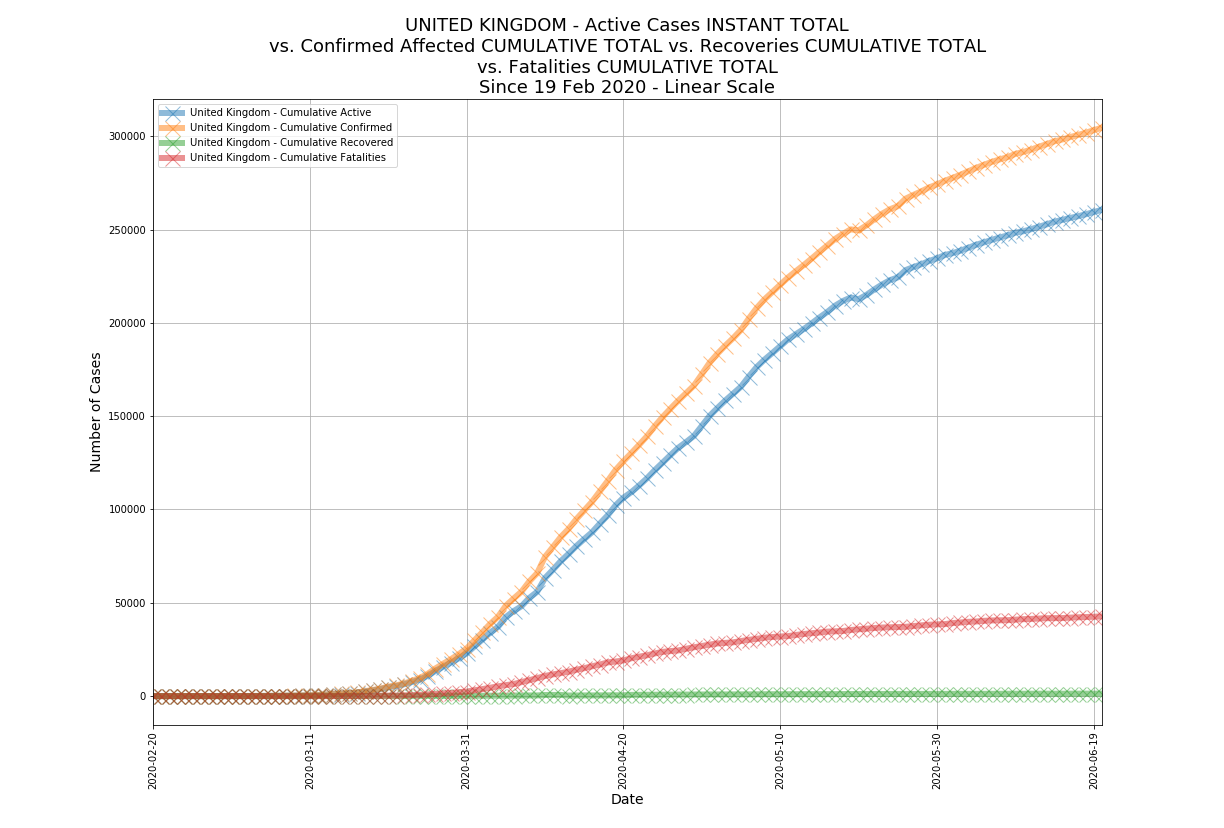 UNITED KINGDOM - Active Cases INSTANT TOTAL
vs. Confirmed Affected CUMULATIVE TOTAL vs. Recoveries CUMULATIVE TOTAL
vs. Fatalities CUMULATIVE TOTAL
Since 19 Feb 2020 - Linear Scale
United Kingdom - Cumulative Active
United Kingdom - Cumulative Confirmed
United Kingdom - Cumulative Recovered
United Kingdom - Cumulative Fatalities
Number of Cases
300000
250000
200000
150000
100000
50000
0
2020-02-20
2020-03-11
2020-03-31
2020-04-20
2020-05-10
2020-05-30
2020-06-19
Date